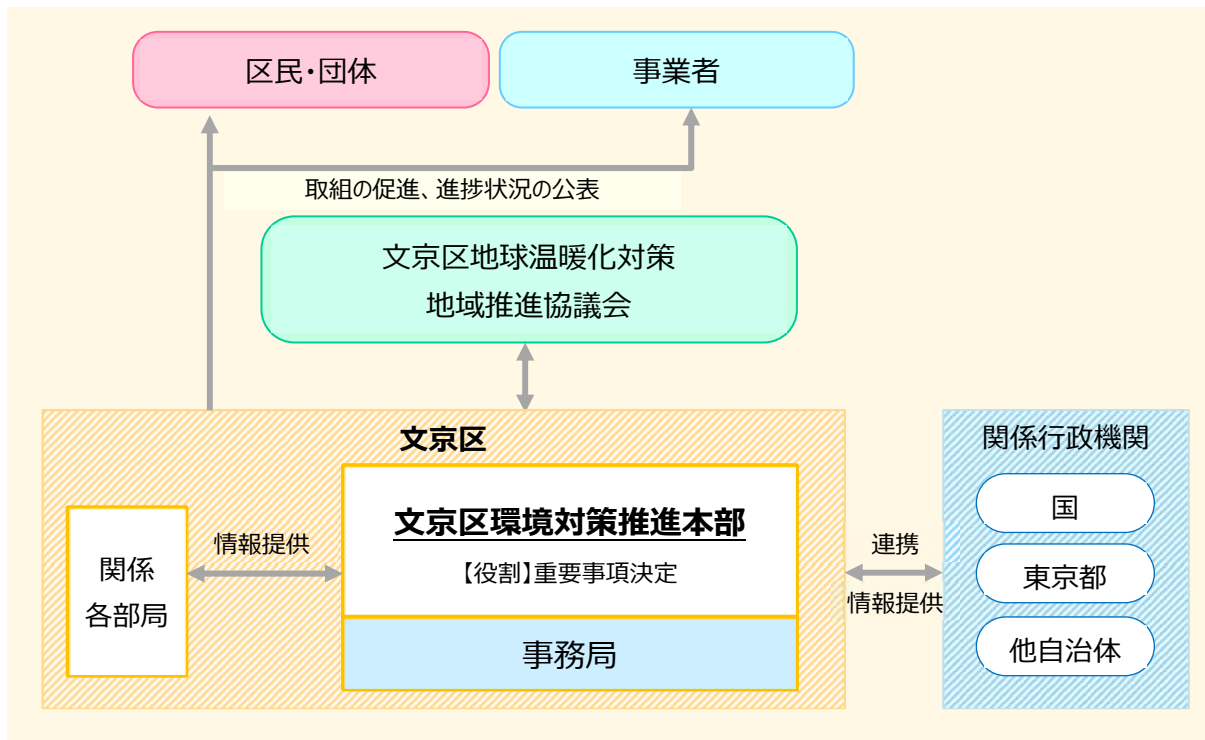 区民・団体
事業者
取組の促進、進捗状況の公表
文京区地球温暖化対策
地域推進協議会
文京区
文京区環境対策推進本部
【役割】重要事項決定
事務局
関係
各部局
情報提供
連携
情報提供
関係行政機関
国
東京都
他自治体